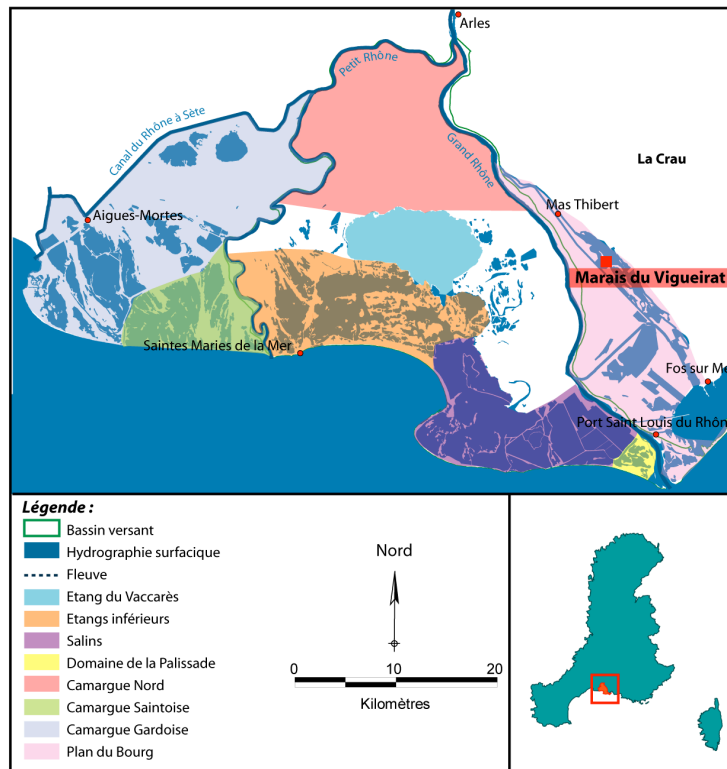 Arles
Petit Rhône
Canal du Rhône à Sète
Grand Rhône
La Crau
Mas Thibert
Aigues-Mortes
Marais du Vigueirat
Saintes Maries de la Mer
Fos sur Me
Port Saint Louis du Rhôn
Légende :
Bassin versant
Hydrographie surfacique
Fleuve
Etang du Vaccarès
Etangs inférieurs
Salins
Domaine de la Palissade
Camargue Nord
Camargue Saintoise
Camargue Gardoise
Plan du Bourg
Nord
0 10 20
Kilomètres